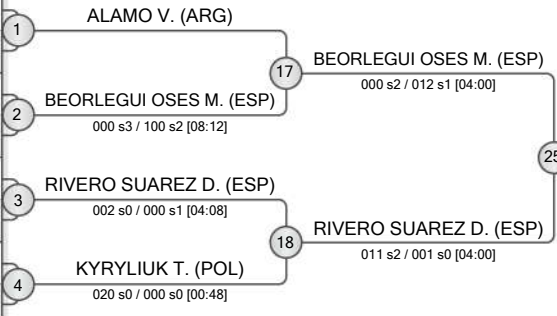 1
ALAMO V. (ARG)
17
BEORLEGUI OSES M. (ESP)
000 s2 / 012 s1 [04:00]
2
BEORLEGUI OSES M. (ESP)
000 s3 / 100 s2 [08:12]
25
3
RIVERO SUAREZ D. (ESP)
002 s0 / 000 s1 [04:08]
18
RIVERO SUAREZ D. (ESP)
011 s2 / 001 s0 [04:00]
4
KYRYLIUK T. (POL)
020 s0 / 000 s0 [00:48]